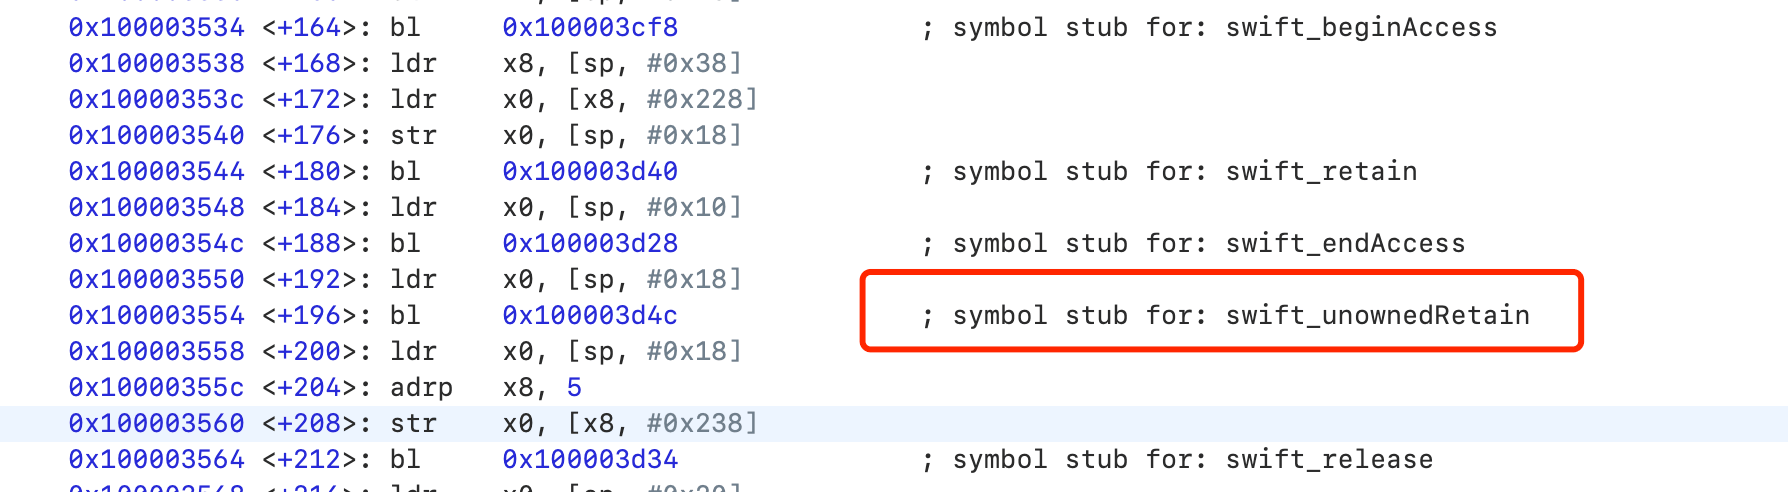 0x100003534 <+164>: bl     0x100003cf8               ; symbol stub for: swift_beginAccess
0x100003538 <+168>: ldr    x8, [sp, #0x38]
0x10000353c <+172>: ldr    x0, [x8, #0x228]
0x100003540 <+176>: str    x0, [sp, #0x18]
0x100003544 <+180>: bl     0x100003d40               ; symbol stub for: swift_retain
0x100003548 <+184>: ldr    x0, [sp, #0x10]
0x10000354c <+188>: bl     0x100003d28               ; symbol stub for: swift_endAccess
0x100003550 <+192>: ldr    x0, [sp, #0x18]
0x100003554 <+196>: bl     0x100003d4c               ; symbol stub for: swift_unownedRetain
0x100003558 <+200>: ldr    x0, [sp, #0x18]
0x10000355c <+204>: adrp   x8, 5
0x100003560 <+208>: str    x0, [x8, #0x238]
0x100003564 <+212>: bl     0x100003d34               ; symbol stub for: swift_release